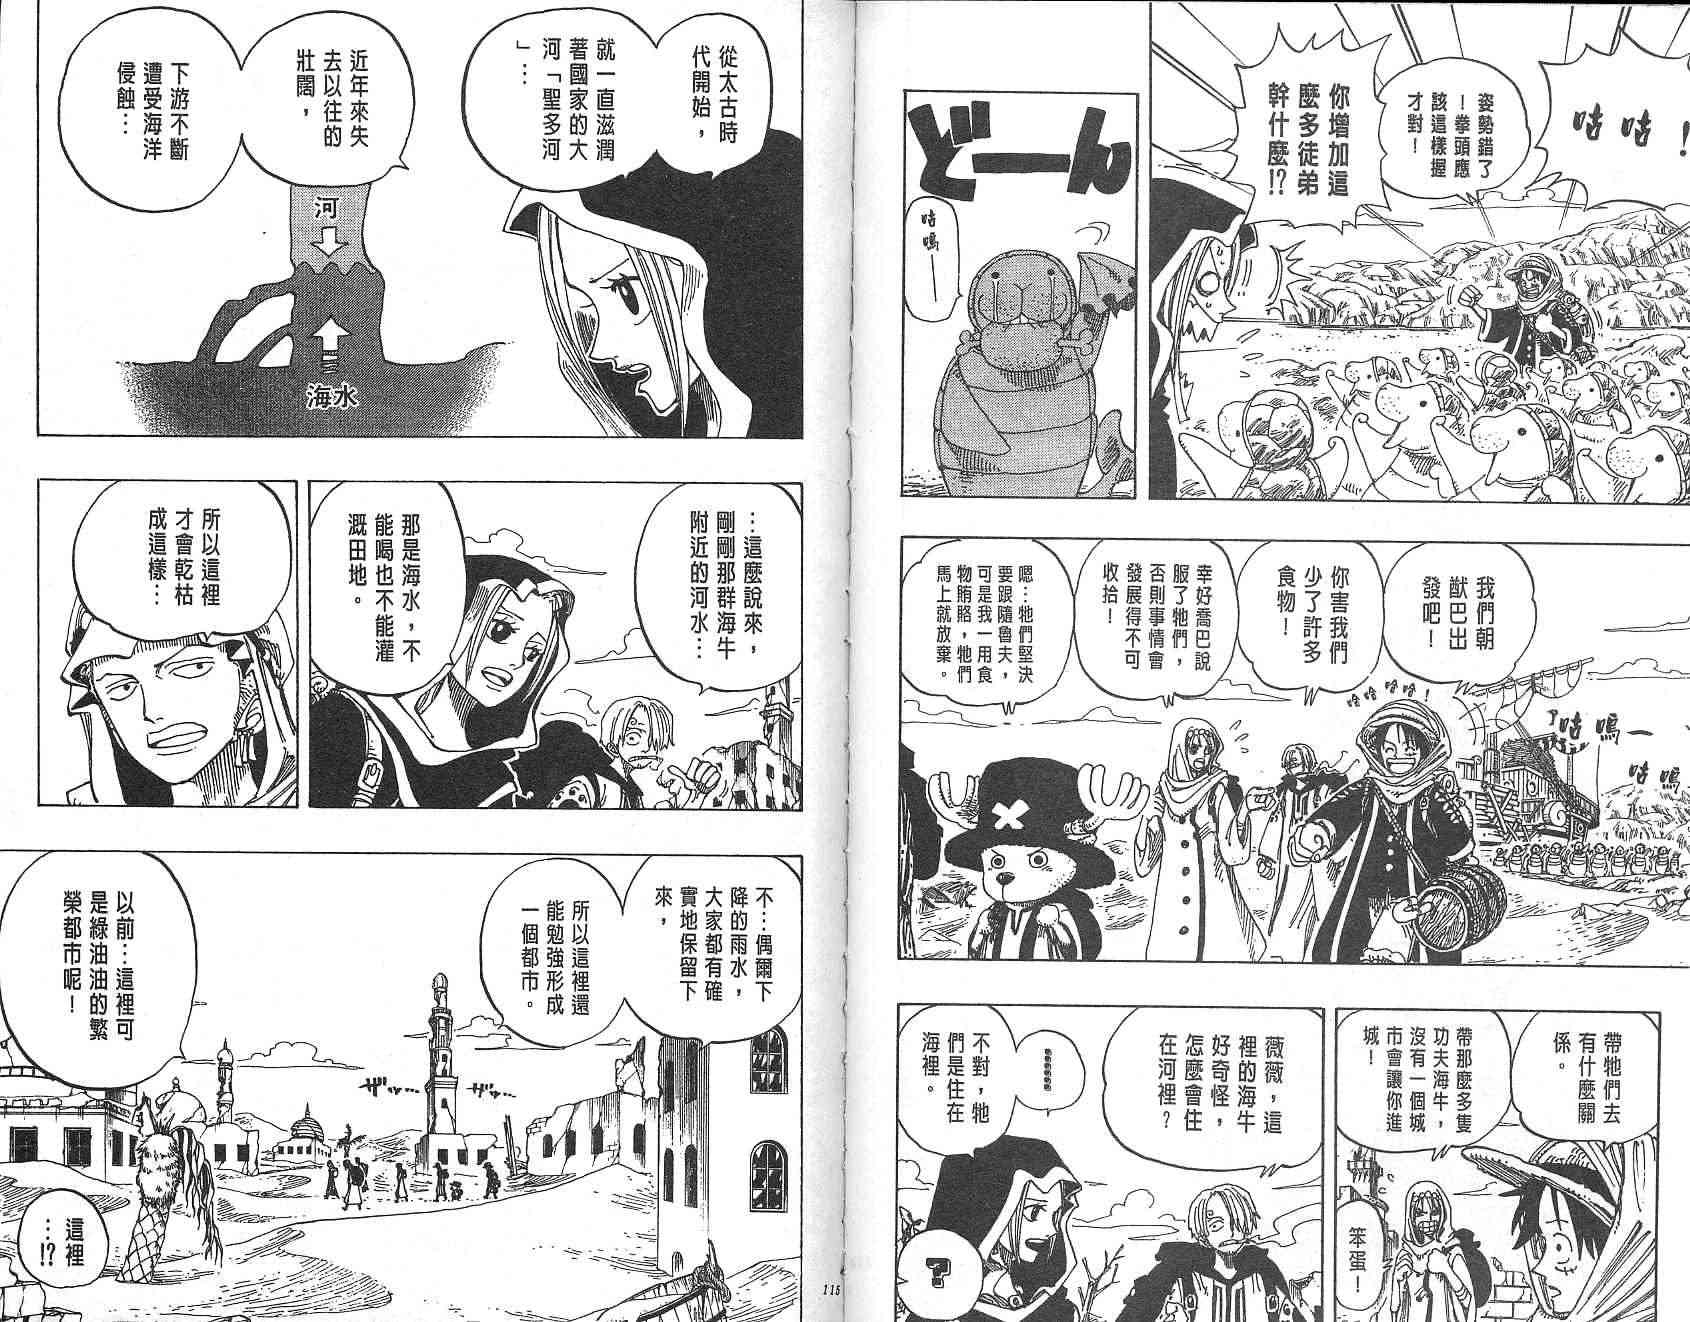 咕咕!
姿勢錯了
!拳頭應
該這樣握
才對!
你增加這
麼多徒弟
幹什麼!?
どーん
咕
嗚
—
我們朝
猷巴出
發吧!
你害我們
少了許多
食物!
幸好喬巴說
服了牠們,
否則事情會
發展得不可
收拾!
嗯…牠們堅決
要跟隨魯夫,
可是我一用食
物賄賂,牠們
馬上就放棄。
哈哈哈哈!
咕嗚—
咕嗚
帶牠們去
有什麼關
係。
帶那麼多隻
功夫海牛,
沒有一個城
市會讓你進
城!
笨蛋!
薇薇,這
裡的海牛
好奇怪,
怎麼會住
在河裡?
不對,牠
們是住在
海裡。
?
115
從太古時
代開始,
就一直滋潤
著國家的大
河「聖多河
」…
近年來失
去以往的
壯闊,
下游不斷
遭受海洋
侵蝕…
河
海水
…這麼說來,
剛剛那群海牛
附近的河水…
那是海水,不
能喝也不能灌
溉田地。
所以這裡
才會乾枯
成這樣…
不…偶爾下
降的雨水,
大家都有確
實地保留下
來,
所以這裡還
能勉強形成
一個都市。
以前…這裡可
是綠油油的繁
榮都市呢!
ザッ…
ザッ…
這裡
…!?